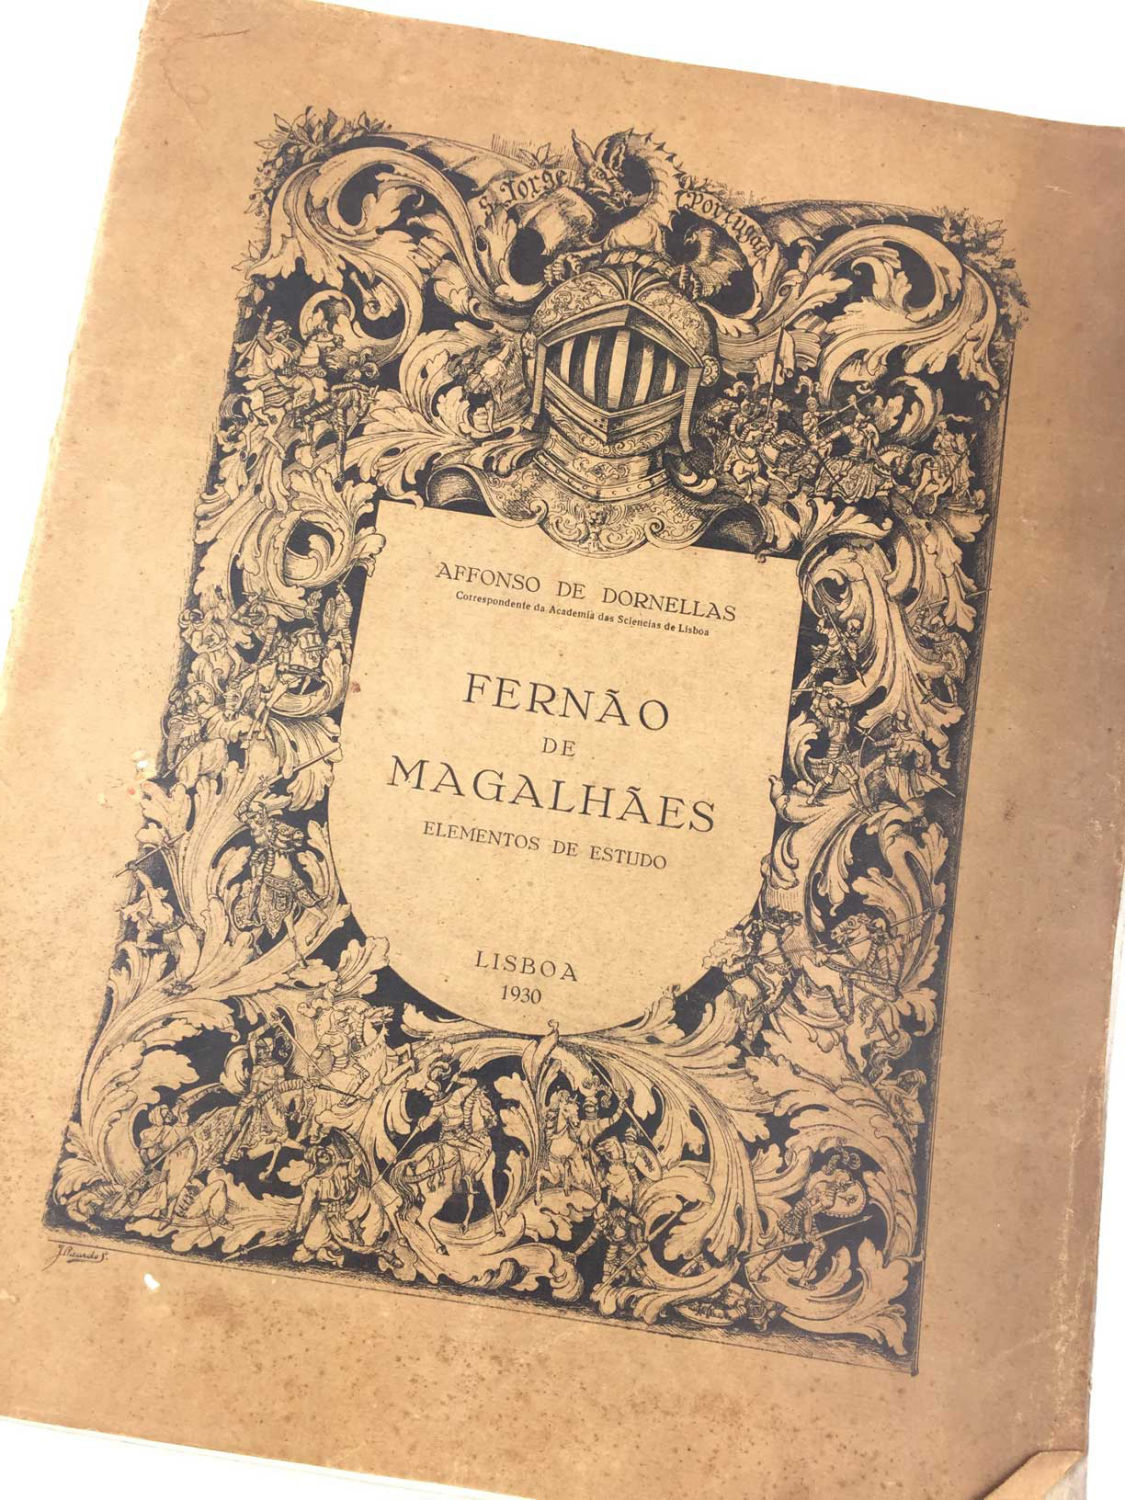 S. Jorge
Portugal
AFFONSO DE DORNELLAS
Correspondente da Academia das Sciencias de Lisboa
FERNÃO
DE
MAGALHÃES
ELEMENTOS DE ESTUDO
LISBOA
1930
J. Ricardo S.